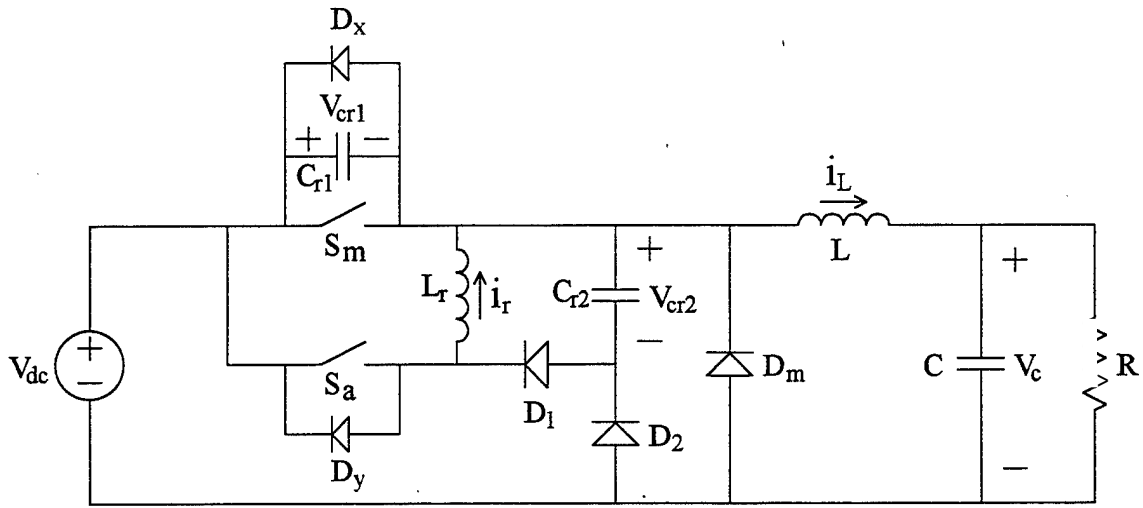 Dx
Vcr1
+ −
Cr1
iL
Sm
L
Lr
ir
Cr2
+
Vcr2
−
+
Vdc
+
−
Sa
D1
Dm
C
Vc
R
D2
Dy
−